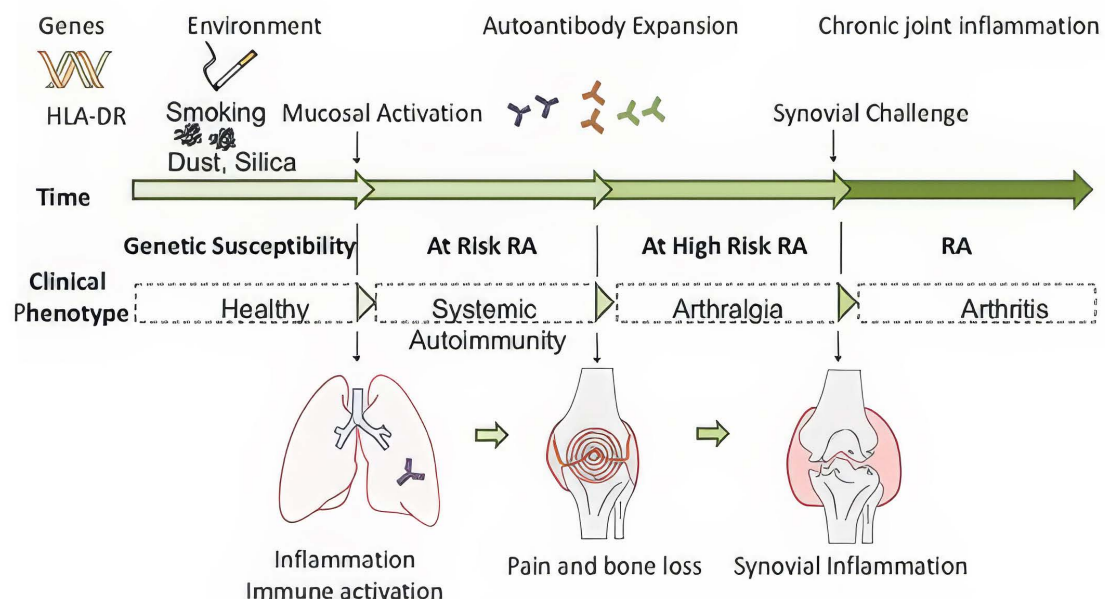 Genes
Environment
Autoantibody Expansion
Chronic joint inflammation
HLA-DR
Smoking
Mucosal Activation
Synovial Challenge
Dust, Silica
Time
Genetic Susceptibility
At Risk RA
At High Risk RA
RA
Clinical
Phenotype
Healthy
Systemic
Autoimmunity
Arthralgia
Arthritis
Inflammation
Immune activation
Pain and bone loss
Synovial Inflammation